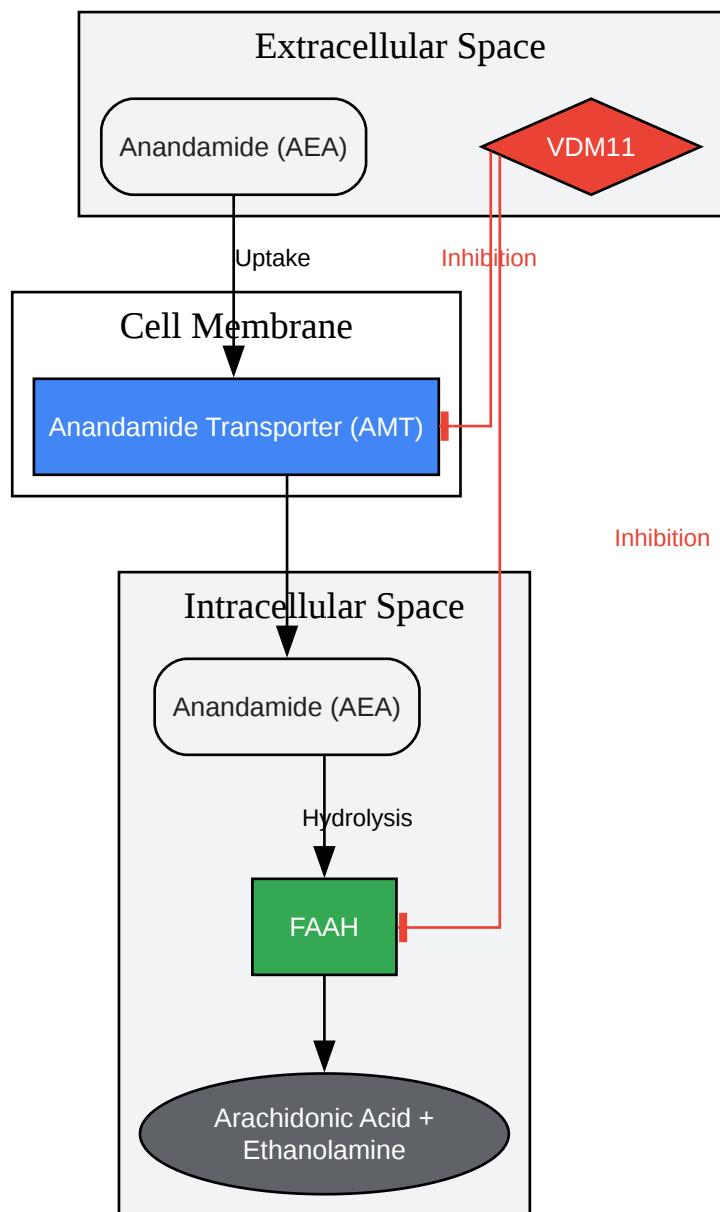 Extracellular Space
Anandamide (AEA)
VDM11
Uptake
Inhibition
Cell Membrane
Anandamide Transporter (AMT)
Inhibition
Intracellular Space
Anandamide (AEA)
Hydrolysis
FAAH
Arachidonic Acid +
Ethanolamine